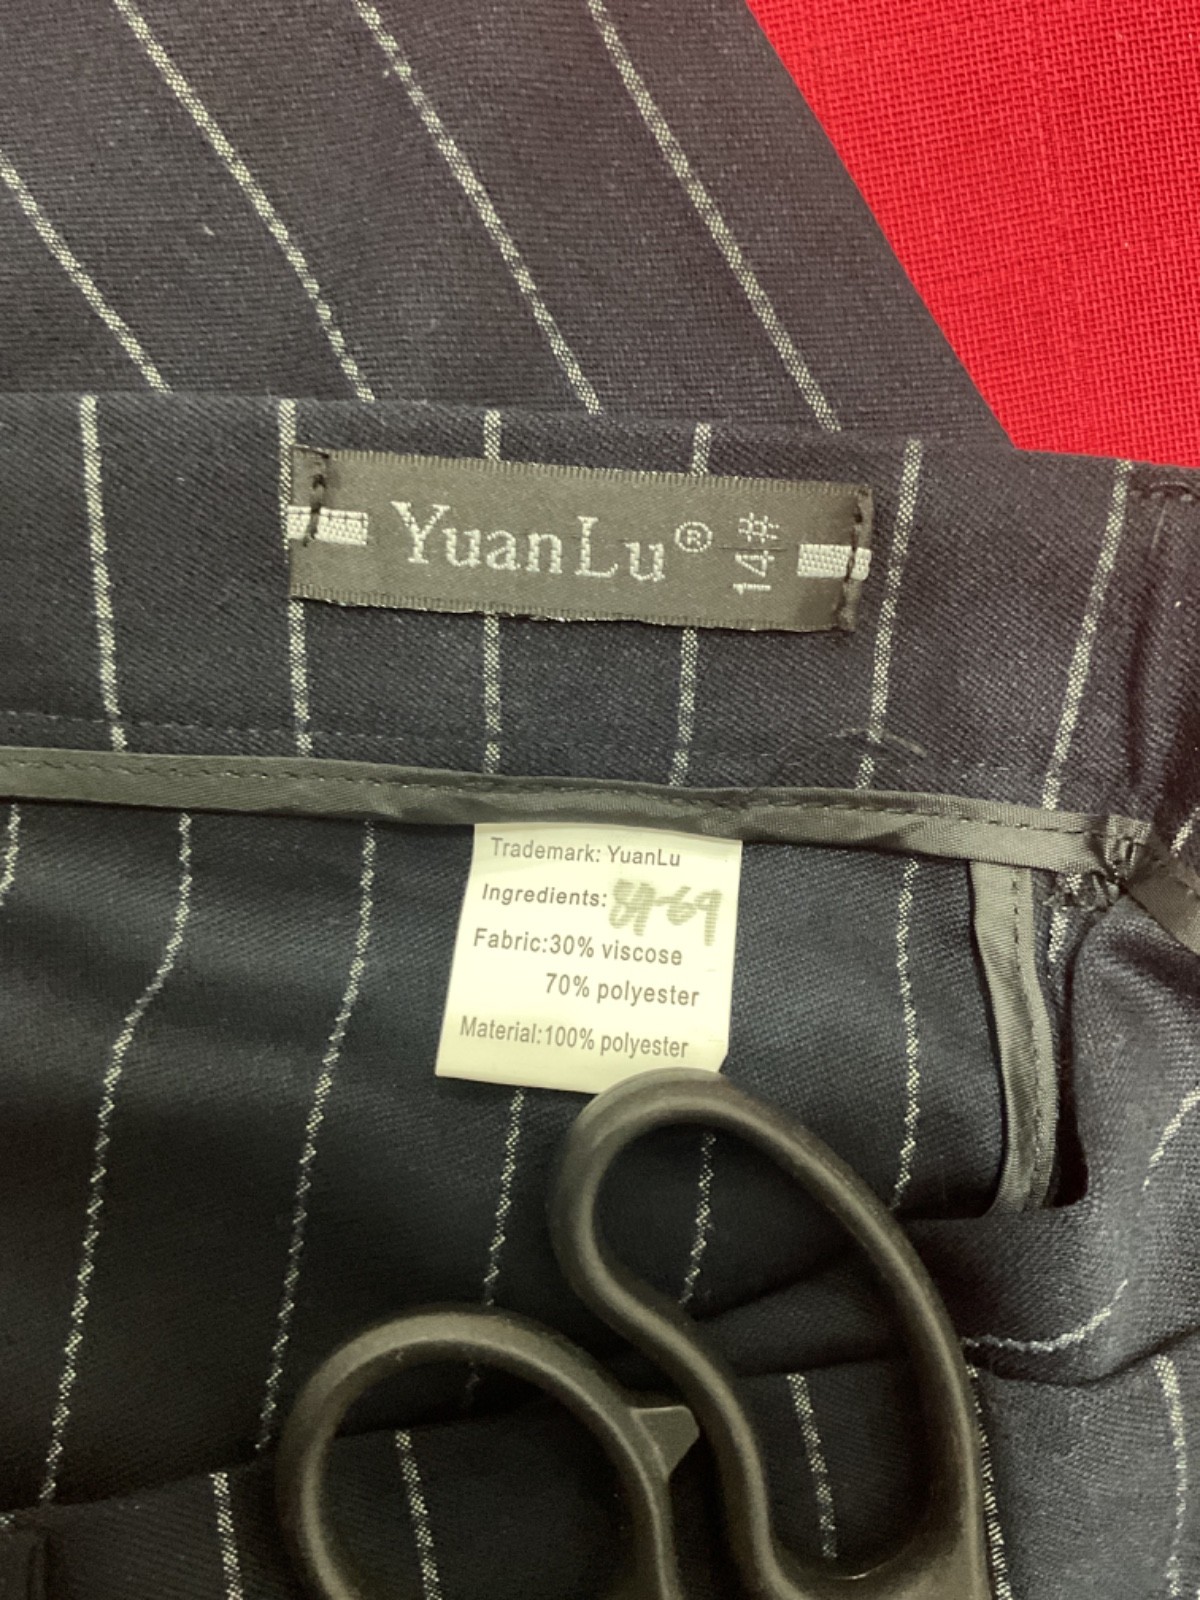 YuanLu® 14#
Trademark: YuanLu
Ingredients:
Fabric:30% viscose
70% polyester
Material:100% polyester